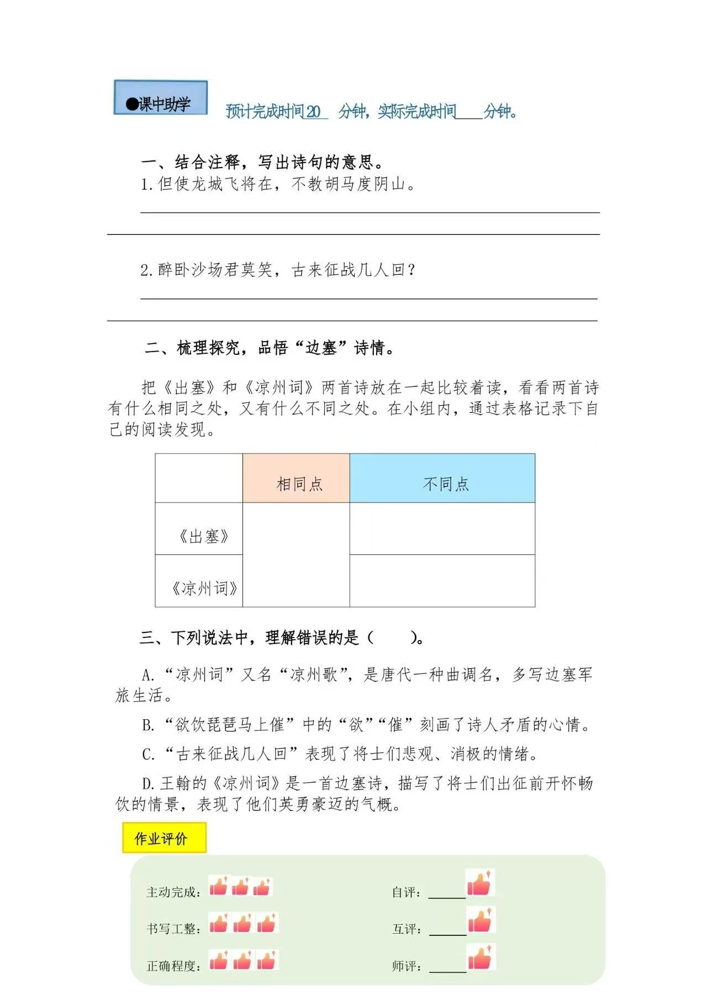 ●课中助学
预计完成时间20 分钟，实际完成时间____分钟。
一、结合注释，写出诗句的意思。
1.但使龙城飞将在，不教胡马度阴山。
2.醉卧沙场君莫笑，古来征战几人回？
二、梳理探究，品悟“边塞”诗情。
把《出塞》和《凉州词》两首诗放在一起比较着读，看看两首诗
有什么相同之处，又有什么不同之处。在小组内，通过表格记录下自
己的阅读发现。
相同点 不同点
《出塞》
《凉州词》
三、下列说法中，理解错误的是（ ）。
A.“凉州词”又名“凉州歌”，是唐代一种曲调名，多写边塞军
旅生活。
B.“欲饮琵琶马上催”中的“欲”“催”刻画了诗人矛盾的心情。
C.“古来征战几人回”表现了将士们悲观、消极的情绪。
D.王翰的《凉州词》是一首边塞诗，描写了将士们出征前开怀畅
饮的情景，表现了他们英勇豪迈的气概。
作业评价
主动完成： 自评：_____
书写工整： 互评：_____
正确程度： 师评：_____